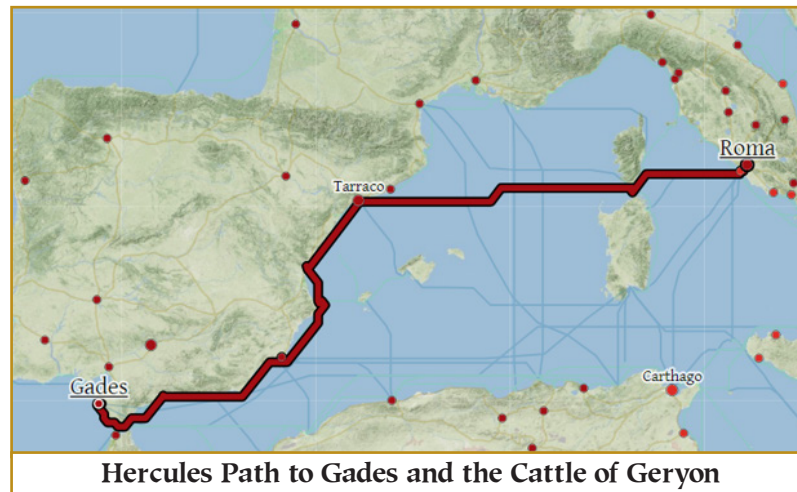 Roma
Tarraco
Carthago
Gades
Hercules Path to Gades and the Cattle of Geryon